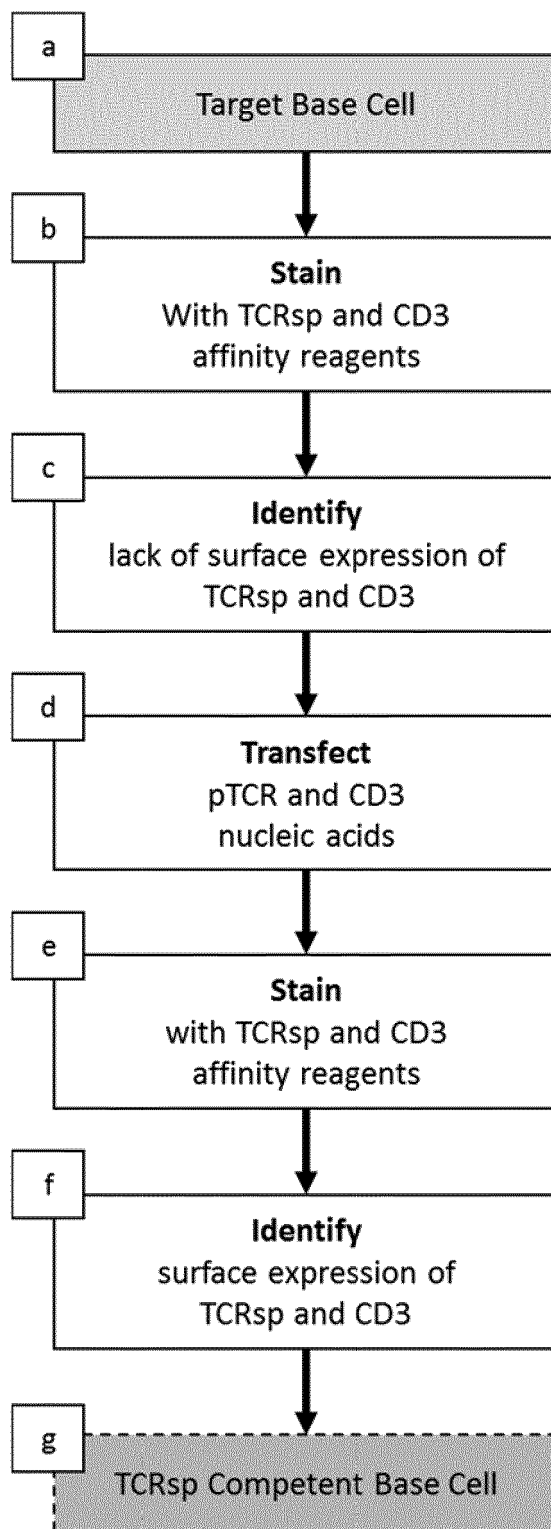 a
Target Base Cell
b
Stain
With TCRsp and CD3
affinity reagents
c
Identify
lack of surface expression of
TCRsp and CD3
d
Transfect
pTCR and CD3
nucleic acids
e
Stain
with TCRsp and CD3
affinity reagents
f
Identify
surface expression of
TCRsp and CD3
g
TCRsp Competent Base Cell